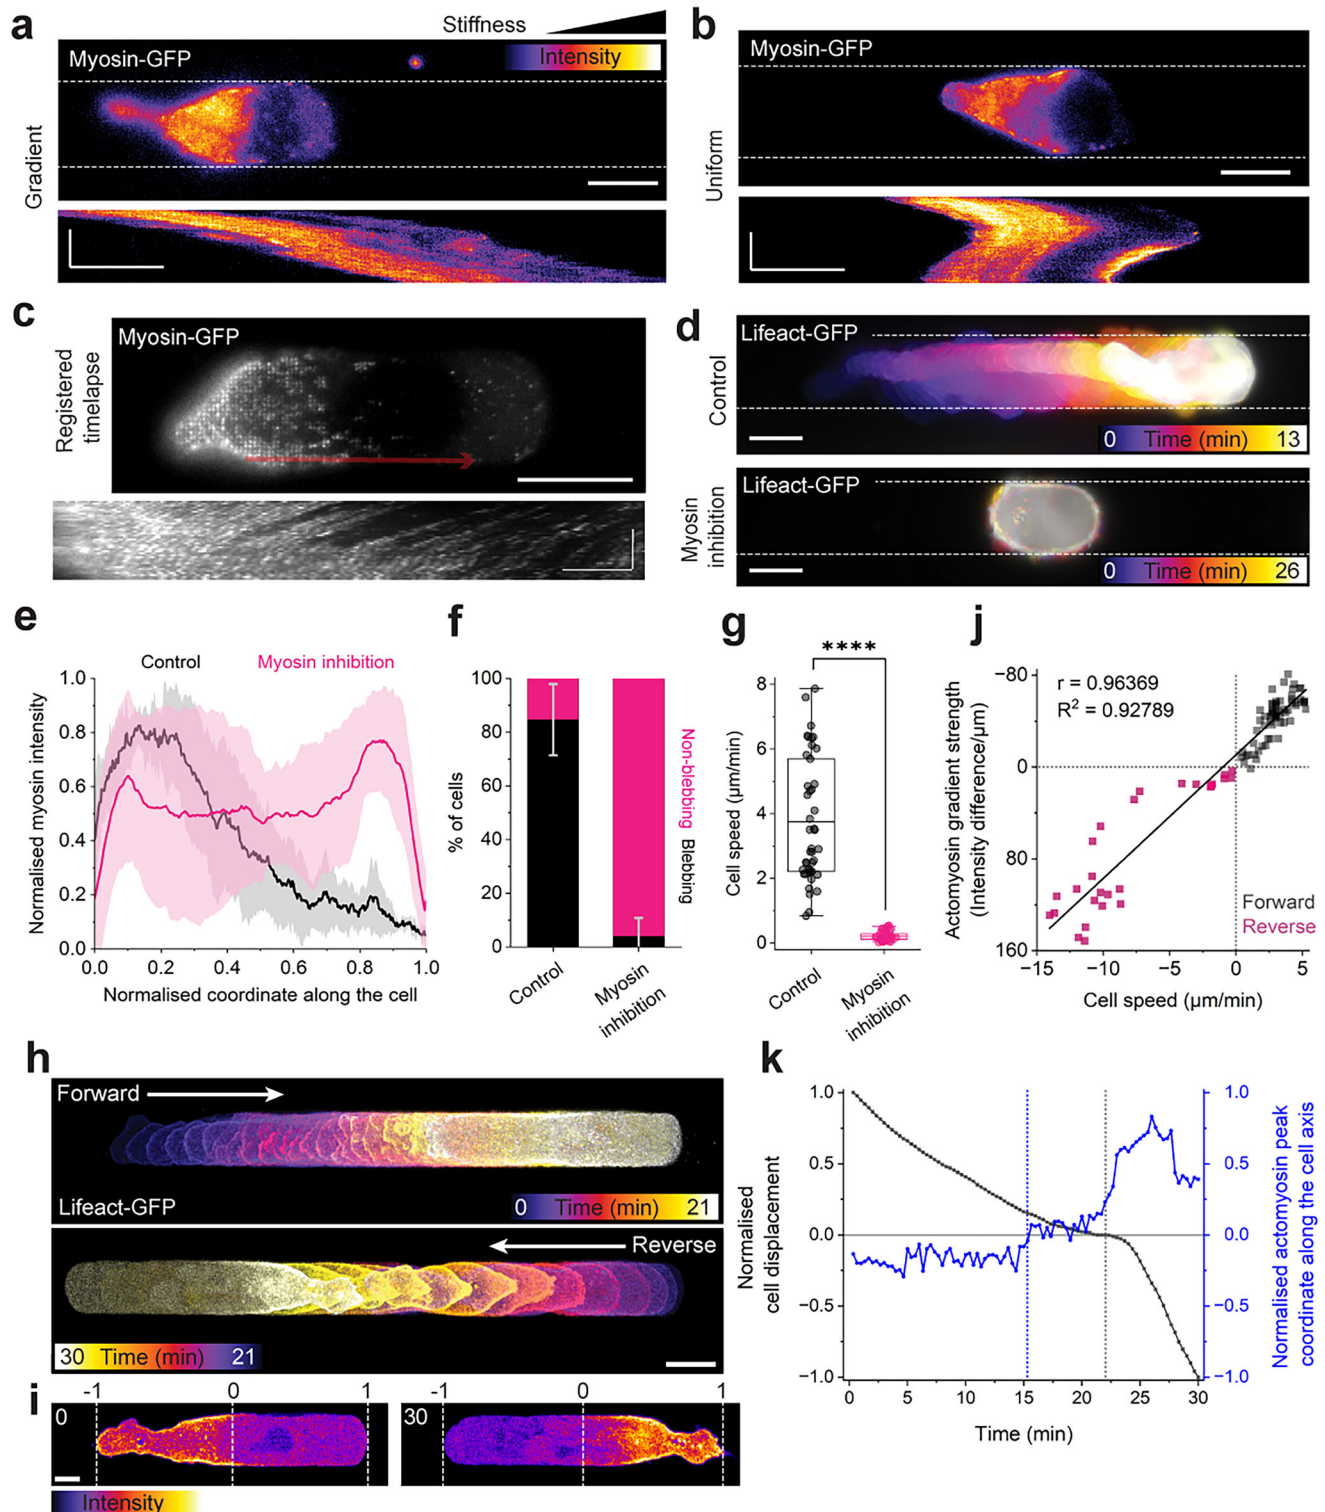 a
Stiffness
Myosin-GFP
Intensity
Gradient
b
Myosin-GFP
Uniform
c
Myosin-GFP
Registered
timelapse
d
Lifeact-GFP
Control
0 Time (min) 13
Lifeact-GFP
Myosin
inhibition
0 Time (min) 26
e
Control
Myosin inhibition
Normalised myosin intensity
1.0
0.8
0.6
0.4
0.2
0.0
0.0 0.2 0.4 0.6 0.8 1.0
Normalised coordinate along the cell
f
% of cells
100
80
60
40
20
0
Control
Myosin
inhibition
Non-blebbing
Blebbing
g
****
Cell speed (µm/min)
8
6
4
2
0
Control
Myosin
inhibition
j
Actomyosin gradient strength
(Intensity difference/µm)
−80
0
80
160
r = 0.96369
R² = 0.92789
Forward
Reverse
−15 −10 −5 0 5
Cell speed (µm/min)
h
Forward
Lifeact-GFP
0 Time (min) 21
Reverse
30 Time (min) 21
i
-1 0 1
0
-1 0 1
30
Intensity
k
Normalised
cell displacement
1.0
0.5
0.0
−0.5
−1.0
0 5 10 15 20 25 30
Time (min)
1.0
0.5
0.0
−0.5
−1.0
Normalised actomyosin peak
coordinate along the cell axis